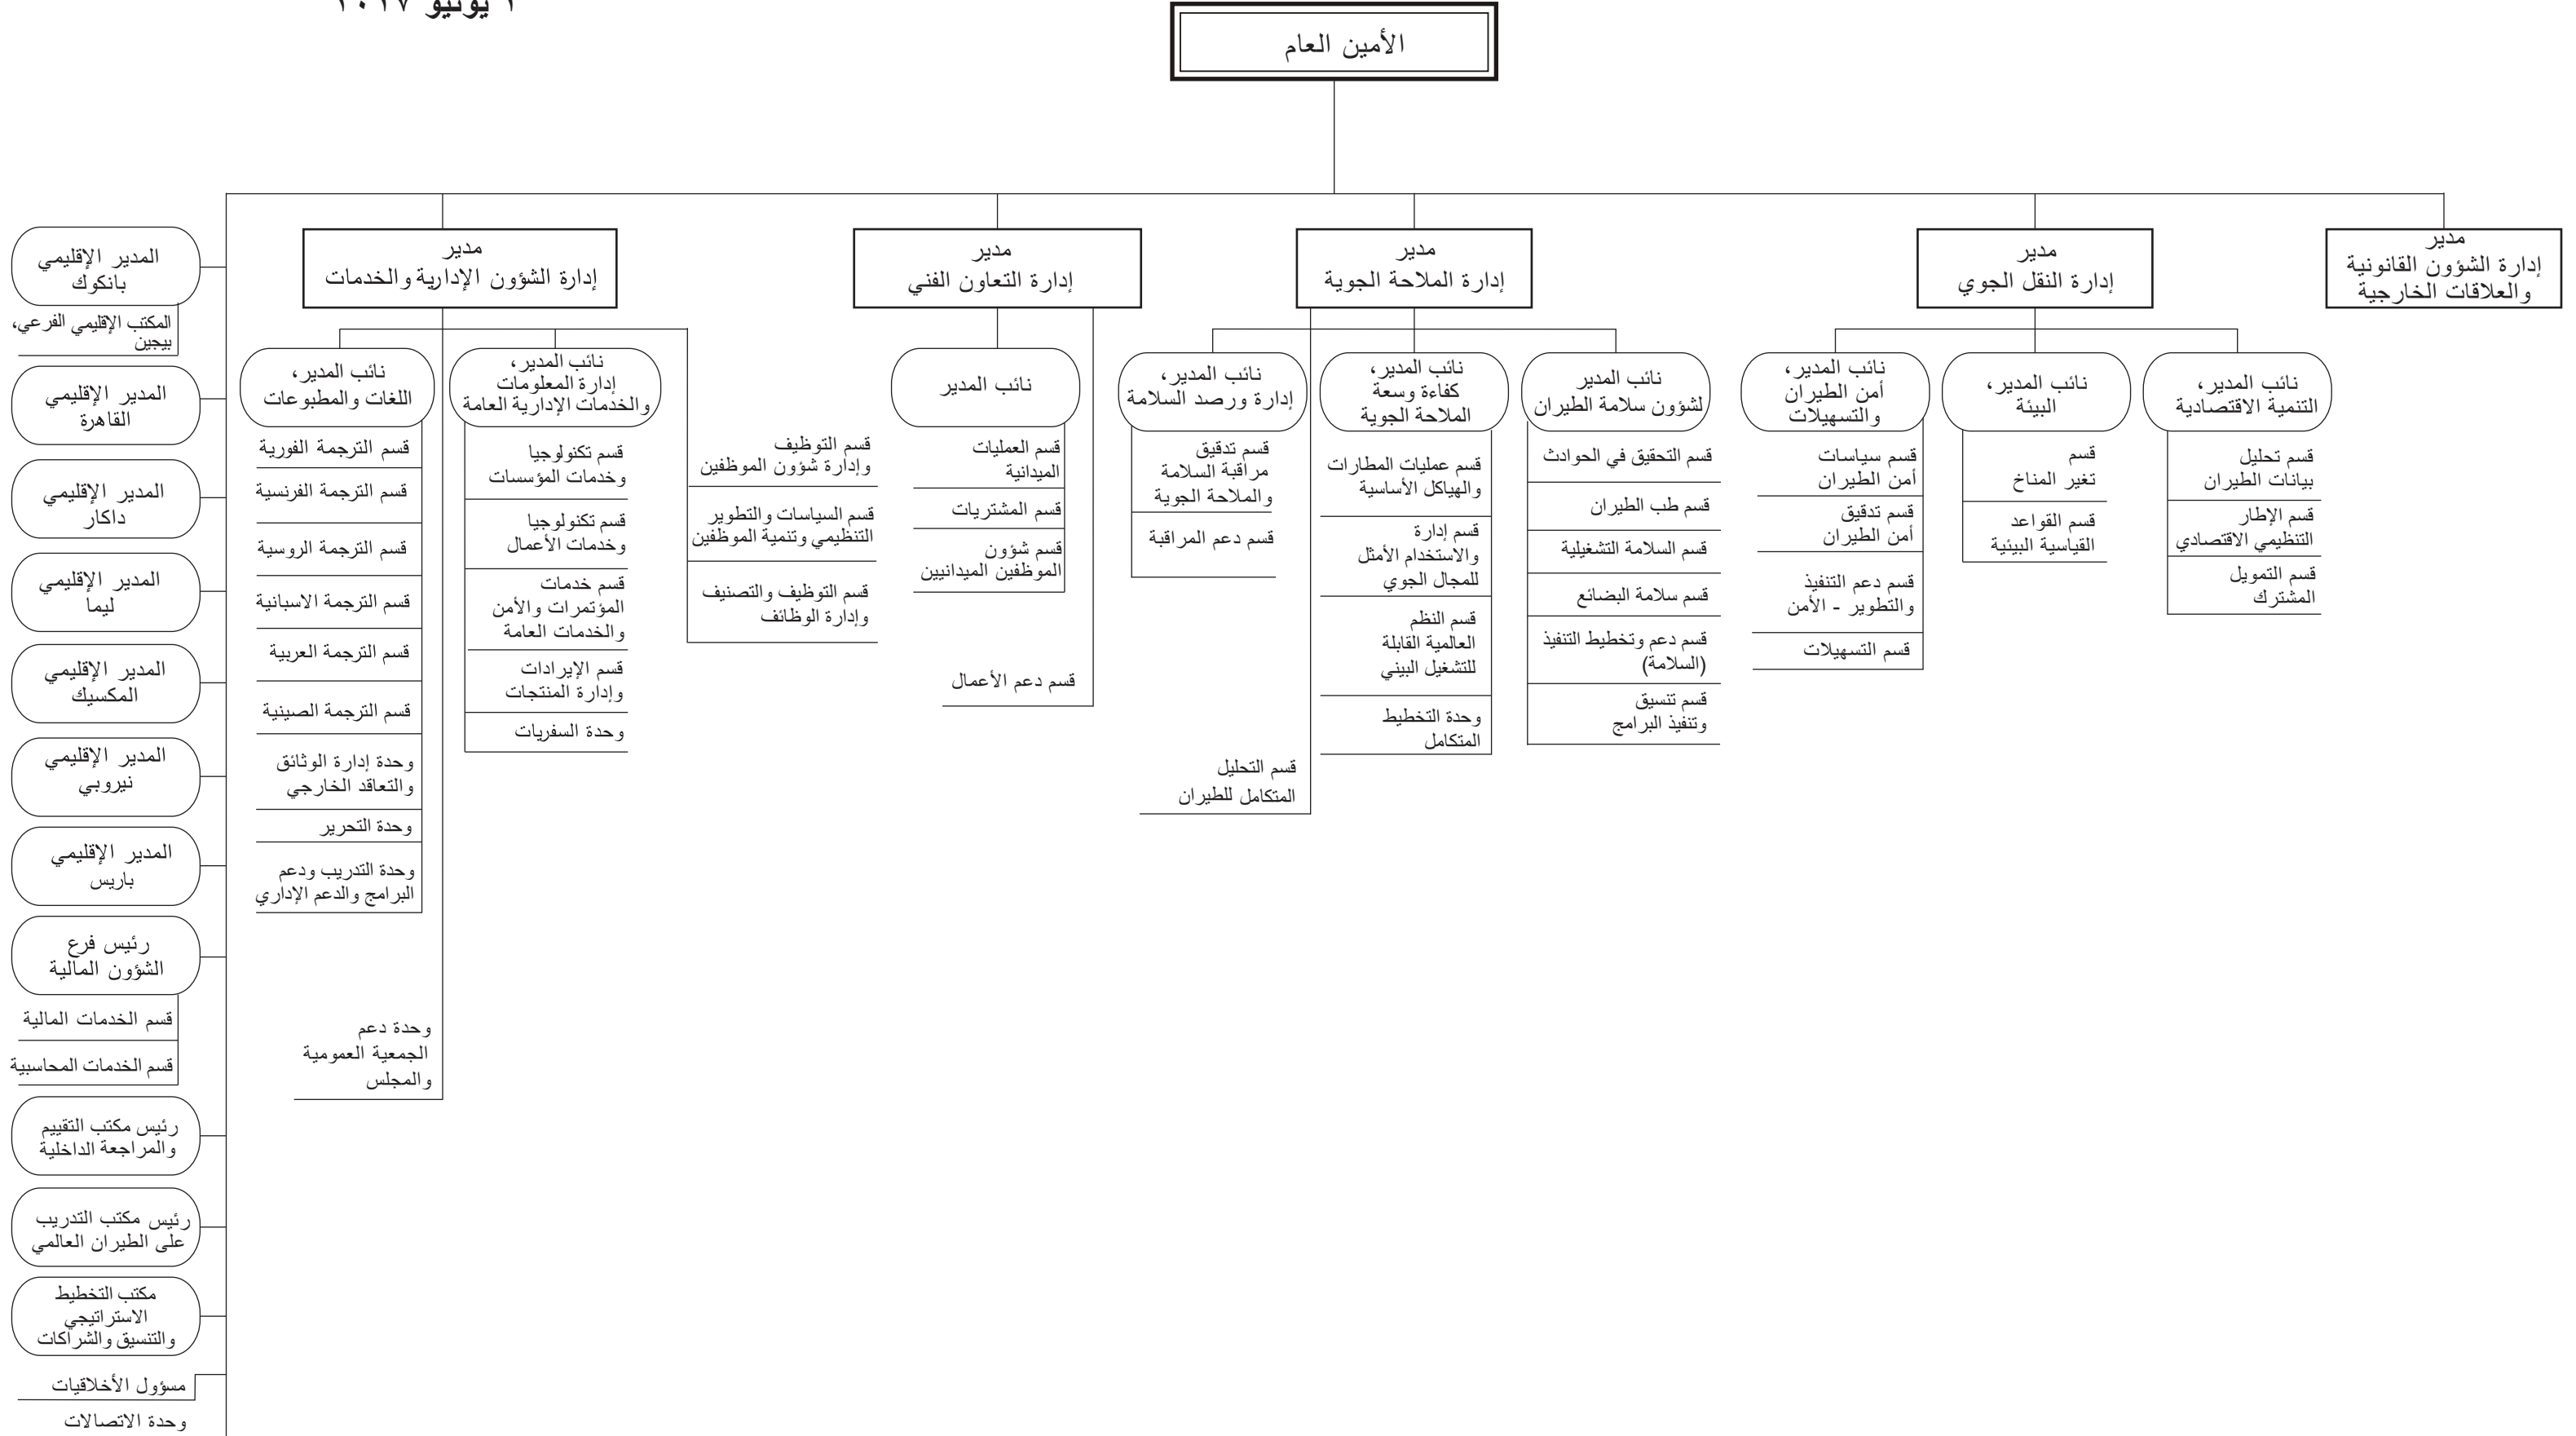 ١ يونيو ٢٠١٧
الأمين العام
مدير
إدارة الشؤون القانونية
والعلاقات الخارجية
مدير
إدارة النقل الجوي
نائب المدير،
التنمية الاقتصادية
قسم تحليل
بيانات الطيران
قسم الإطار
التنظيمي الاقتصادي
قسم التمويل
المشترك
نائب المدير،
البيئة
قسم
تغير المناخ
قسم القواعد
القياسية البيئية
نائب المدير،
أمن الطيران
والتسهيلات
قسم سياسات
أمن الطيران
قسم تدقيق
أمن الطيران
قسم دعم التنفيذ
والتطوير - الأمن
قسم التسهيلات
مدير
إدارة الملاحة الجوية
نائب المدير
لشؤون سلامة الطيران
قسم التحقيق في الحوادث
قسم طب الطيران
قسم السلامة التشغيلية
قسم سلامة البضائع
قسم دعم وتخطيط التنفيذ
(السلامة)
قسم تنسيق
وتنفيذ البرامج
نائب المدير،
كفاءة وسعة
الملاحة الجوية
قسم عمليات المطارات
والهياكل الأساسية
قسم إدارة
والاستخدام الأمثل
للمجال الجوي
قسم النظم
العالمية القابلة
للتشغيل البيني
وحدة التخطيط
المتكامل
نائب المدير،
إدارة ورصد السلامة
قسم تدقيق
مراقبة السلامة
والملاحة الجوية
قسم دعم المراقبة
قسم التحليل
المتكامل للطيران
مدير
إدارة التعاون الفني
نائب المدير
قسم العمليات
الميدانية
قسم المشتريات
قسم شؤون
الموظفين الميدانيين
قسم دعم الأعمال
مدير
إدارة الشؤون الإدارية والخدمات
قسم التوظيف
وإدارة شؤون الموظفين
قسم السياسات والتطوير
التنظيمي وتنمية الموظفين
قسم التوظيف والتصنيف
وإدارة الوظائف
نائب المدير،
إدارة المعلومات
والخدمات الإدارية العامة
قسم تكنولوجيا
وخدمات المؤسسات
قسم تكنولوجيا
وخدمات الأعمال
قسم خدمات
المؤتمرات والأمن
والخدمات العامة
قسم الإيرادات
وإدارة المنتجات
وحدة السفريات
نائب المدير،
اللغات والمطبوعات
قسم الترجمة الفورية
قسم الترجمة الفرنسية
قسم الترجمة الروسية
قسم الترجمة الاسبانية
قسم الترجمة العربية
قسم الترجمة الصينية
وحدة إدارة الوثائق
والتعاقد الخارجي
وحدة التحرير
وحدة التدريب ودعم
البرامج والدعم الإداري
وحدة دعم
الجمعية العمومية
والمجلس
المدير الإقليمي
بانكوك
المكتب الإقليمي الفرعي،
بيجين
المدير الإقليمي
القاهرة
المدير الإقليمي
داكار
المدير الإقليمي
ليما
المدير الإقليمي
المكسيك
المدير الإقليمي
نيروبي
المدير الإقليمي
باريس
رئيس فرع
الشؤون المالية
قسم الخدمات المالية
قسم الخدمات المحاسبية
رئيس مكتب التقييم
والمراجعة الداخلية
رئيس مكتب التدريب
على الطيران العالمي
مكتب التخطيط
الاستراتيجي
والتنسيق والشراكات
مسؤول الأخلاقيات
وحدة الاتصالات